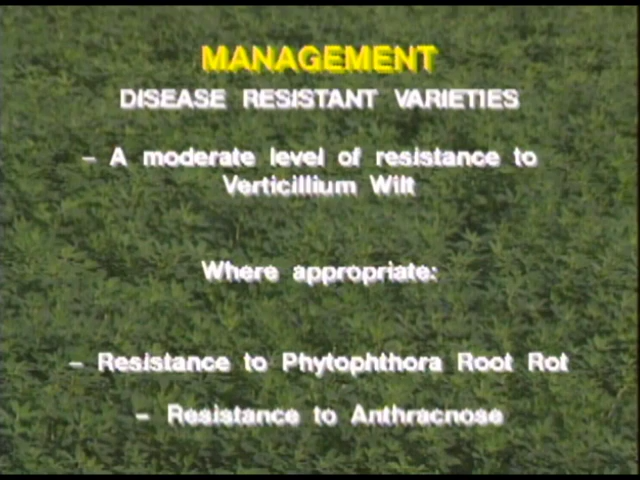 MANAGEMENT
DISEASE RESISTANT VARIETIES
- A moderate level of resistance to
Verticillium Wilt
Where appropriate:
- Resistance to Phytophthora Root Rot
- Resistance to Anthracnose